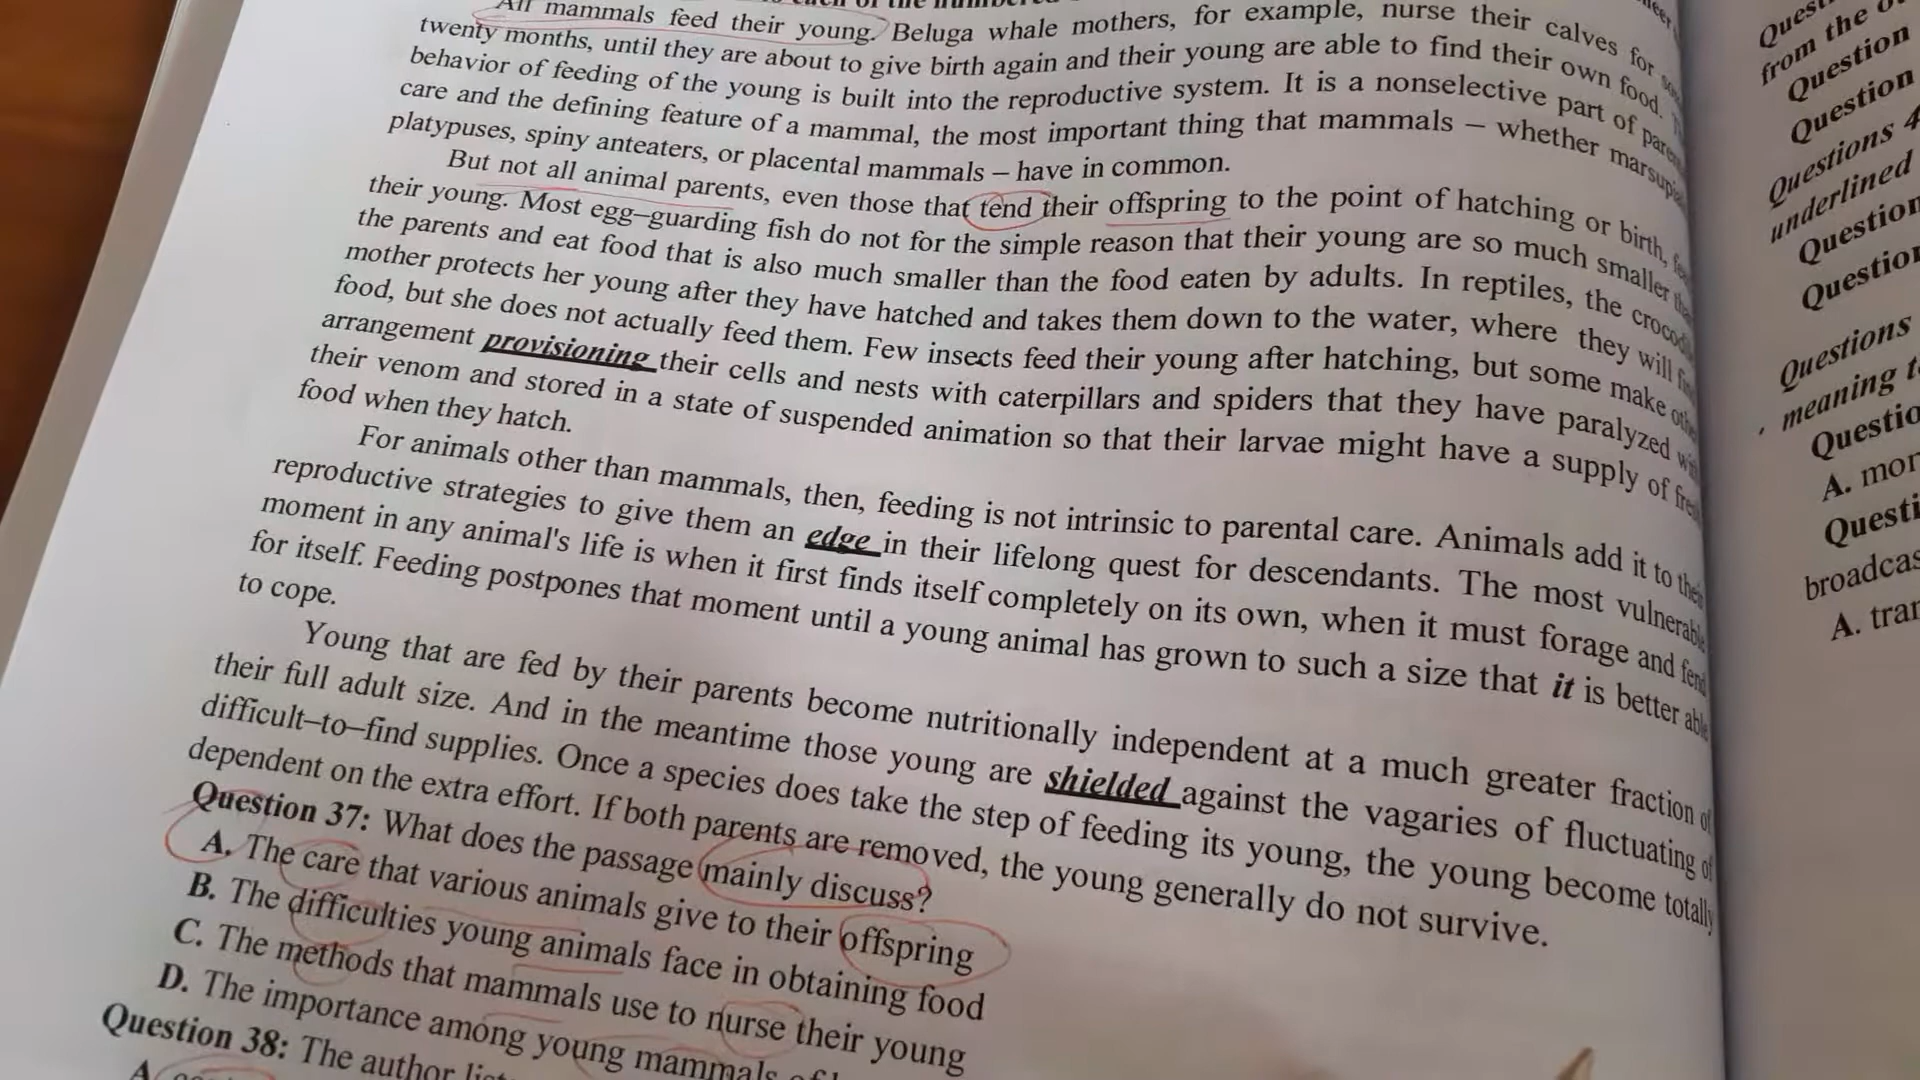 All mammals feed their young. Beluga whale mothers, for example, nurse their calves for
twenty months, until they are about to give birth again and their young are able to find their own food.
behavior of feeding of the young is built into the reproductive system. It is a nonselective part of
care and the defining feature of a mammal, the most important thing that mammals – whether
platypuses, spiny anteaters, or placental mammals – have in common.
But not all animal parents, even those that tend their offspring to the point of hatching or birth,
their young. Most egg–guarding fish do not for the simple reason that their young are so much smaller
the parents and eat food that is also much smaller than the food eaten by adults. In reptiles, the
mother protects her young after they have hatched and takes them down to the water, where they will
food, but she does not actually feed them. Few insects feed their young after hatching, but some make
arrangement provisioning their cells and nests with caterpillars and spiders that they have paralyzed
their venom and stored in a state of suspended animation so that their larvae might have a supply of
food when they hatch.
For animals other than mammals, then, feeding is not intrinsic to parental care. Animals add it to
reproductive strategies to give them an edge in their lifelong quest for descendants. The most vulnerable
moment in any animal's life is when it first finds itself completely on its own, when it must forage and fend
for itself. Feeding postpones that moment until a young animal has grown to such a size that it is better able
to cope.
Young that are fed by their parents become nutritionally independent at a much greater fraction of
their full adult size. And in the meantime those young are shielded against the vagaries of fluctuating of
difficult–to–find supplies. Once a species does take the step of feeding its young, the young become totally
dependent on the extra effort. If both parents are removed, the young generally do not survive.
Question 37: What does the passage mainly discuss?
A. The care that various animals give to their offspring
B. The difficulties young animals face in obtaining food
C. The methods that mammals use to nurse their young
D. The importance among young mammals of
Question 38: The author
A.
from the
Question
Question
Questions 4
underlined
Question
Question
Questions
meaning
Questio
A. mor
Questi
broadcas
A. tran